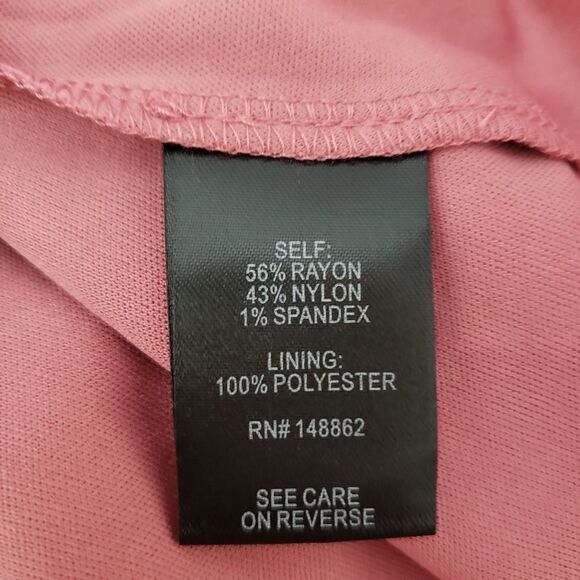 SELF:
56% RAYON
43% NYLON
1% SPANDEX
LINING:
100% POLYESTER
RN# 148862
SEE CARE
ON REVERSE